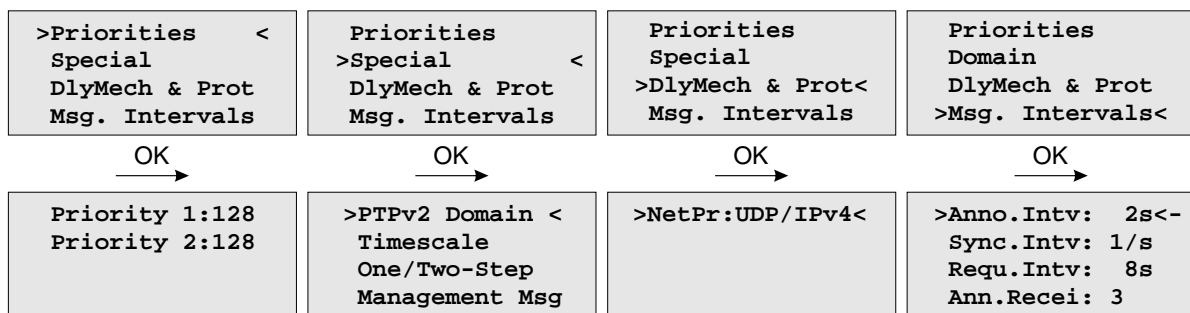 >Priorities <
Special
DlyMech & Prot
Msg. Intervals
Priorities
>Special <
DlyMech & Prot
Msg. Intervals
Priorities
Special
>DlyMech & Prot<
Msg. Intervals
Priorities
Domain
DlyMech & Prot
>Msg. Intervals<
OK
OK
OK
OK
Priority 1:128
Priority 2:128
>PTPv2 Domain <
Timescale
One/Two-Step
Management Msg
>NetPr:UDP/IPv4<
>Anno.Intv: 2s<-
Sync.Intv: 1/s
Requ.Intv: 8s
Ann.Recei: 3